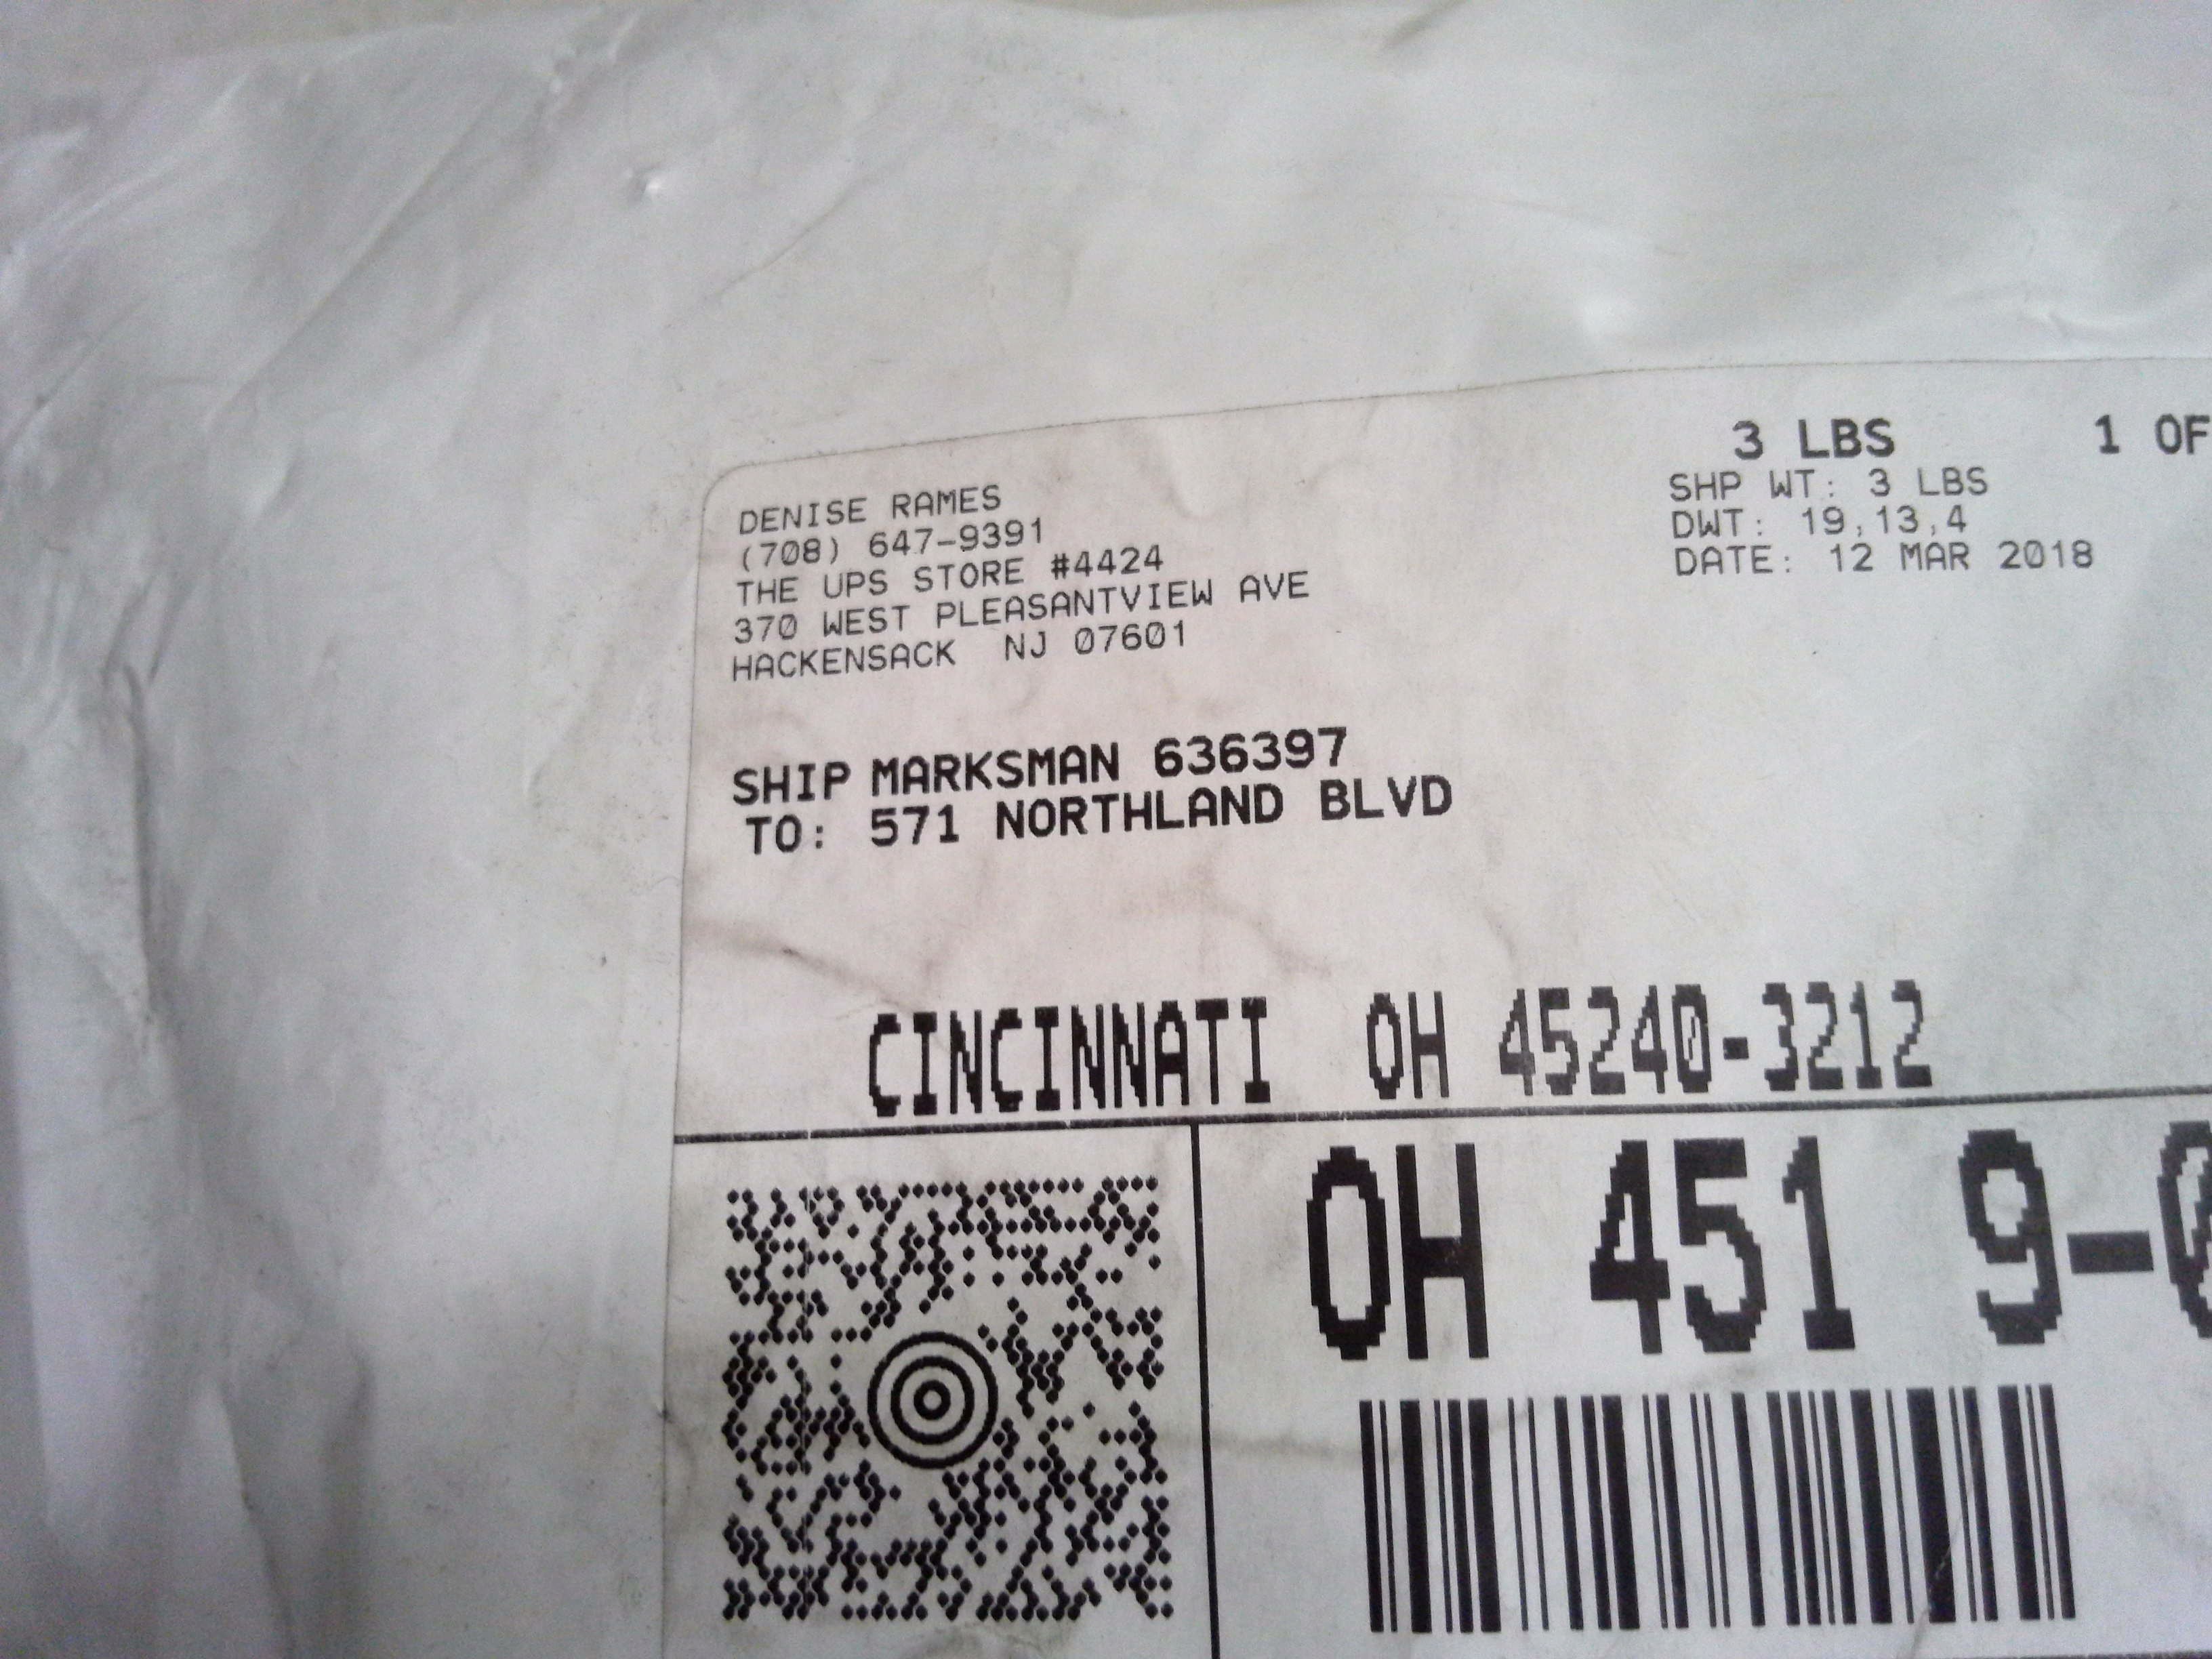 DENISE RAMES
(708) 647-9391
THE UPS STORE #4424
370 WEST PLEASANTVIEW AVE
HACKENSACK NJ 07601
3 LBS 1 OF
SHP WT: 3 LBS
DWT: 19,13,4
DATE: 12 MAR 2018
SHIP MARKSMAN 636397
TO: 571 NORTHLAND BLVD
CINCINNATI OH 45240-3212
OH 451 9-0